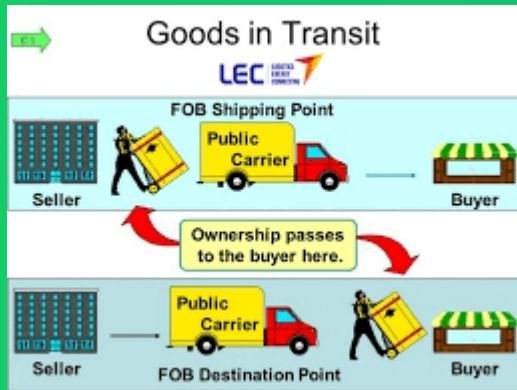 Goods in Transit
LEC
FOB Shipping Point
Public
Carrier
Seller
Buyer
Ownership passes
to the buyer here.
Public
Carrier
Seller
Buyer
FOB Destination Point